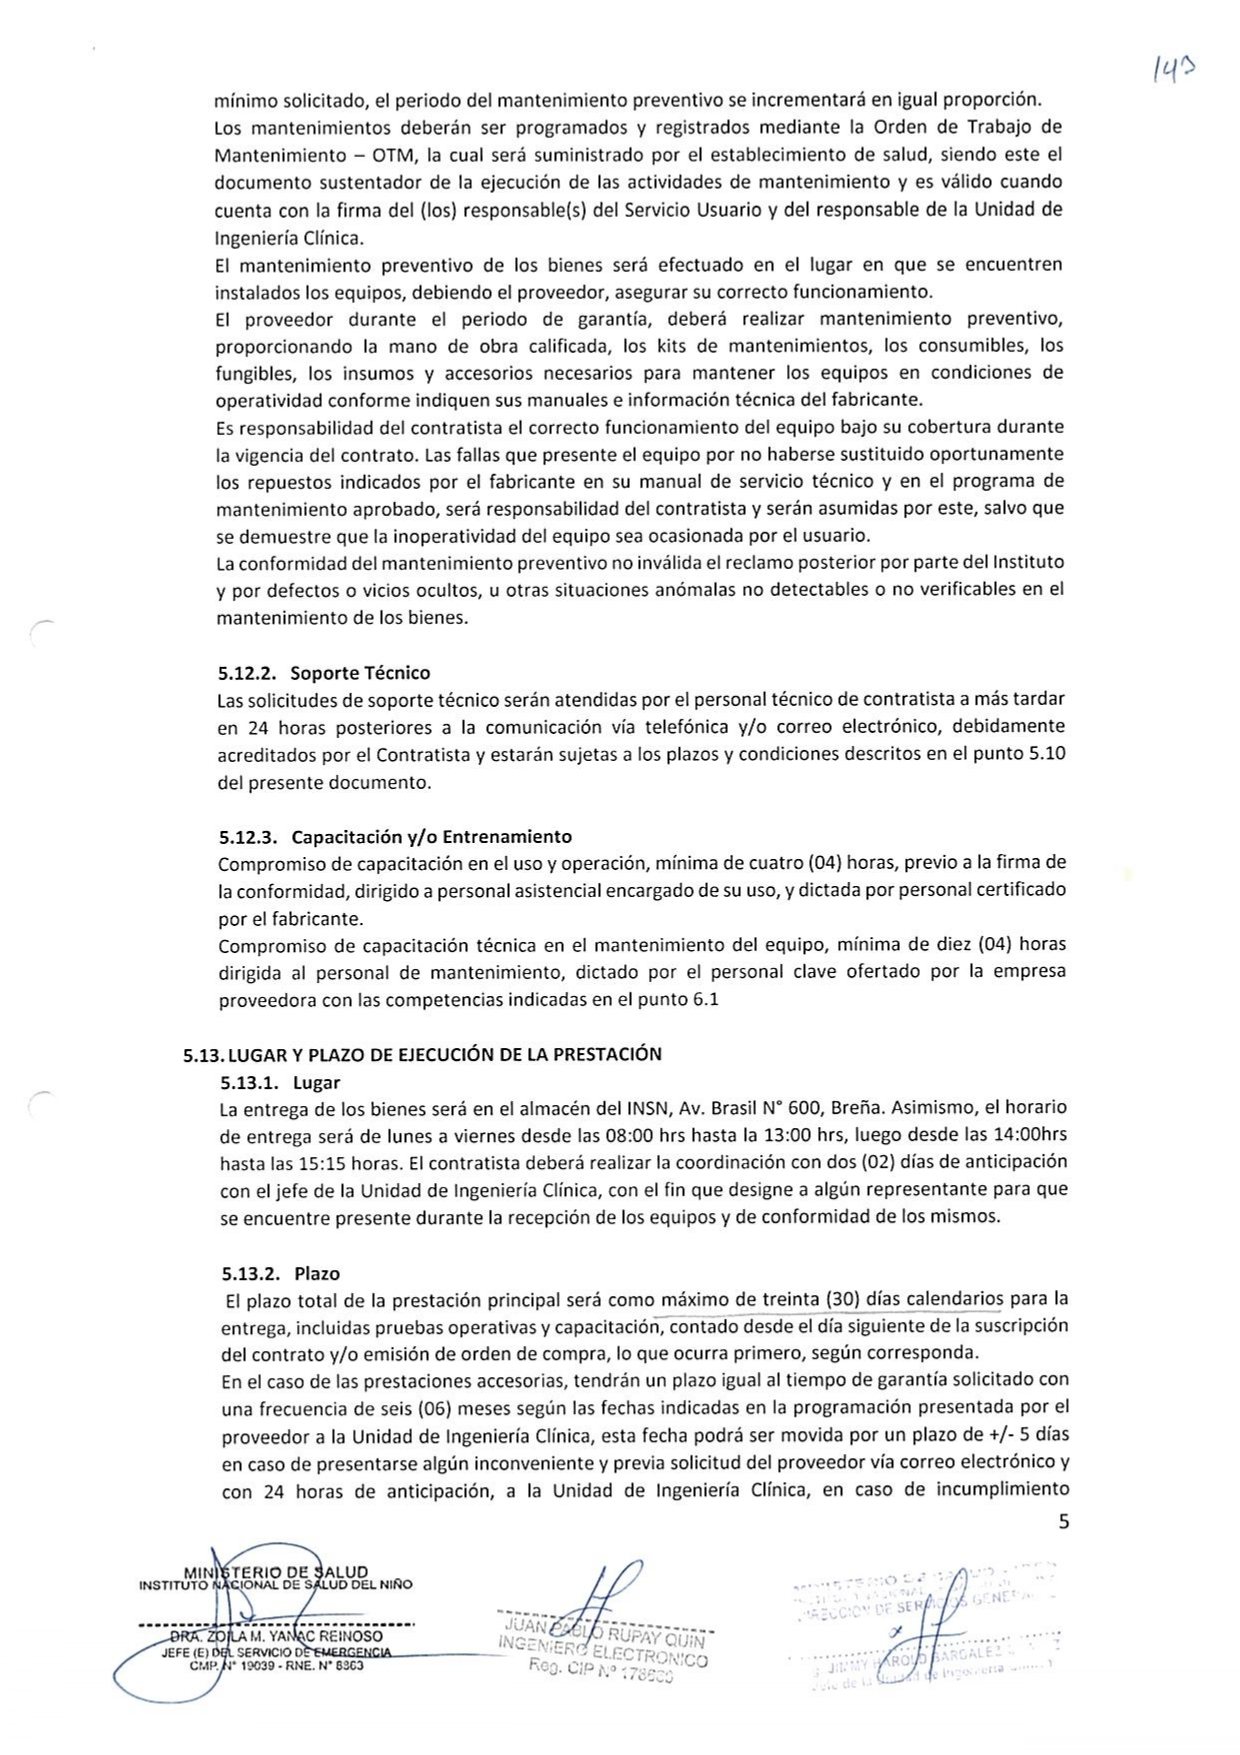 143
mínimo solicitado, el periodo del mantenimiento preventivo se incrementará en igual proporción.
Los mantenimientos deberán ser programados y registrados mediante la Orden de Trabajo de
Mantenimiento – OTM, la cual será suministrado por el establecimiento de salud, siendo este el
documento sustentador de la ejecución de las actividades de mantenimiento y es válido cuando
cuenta con la firma del (los) responsable(s) del Servicio Usuario y del responsable de la Unidad de
Ingeniería Clínica.
El mantenimiento preventivo de los bienes será efectuado en el lugar en que se encuentren
instalados los equipos, debiendo el proveedor, asegurar su correcto funcionamiento.
El proveedor durante el periodo de garantía, deberá realizar mantenimiento preventivo,
proporcionando la mano de obra calificada, los kits de mantenimientos, los consumibles, los
fungibles, los insumos y accesorios necesarios para mantener los equipos en condiciones de
operatividad conforme indiquen sus manuales e información técnica del fabricante.
Es responsabilidad del contratista el correcto funcionamiento del equipo bajo su cobertura durante
la vigencia del contrato. Las fallas que presente el equipo por no haberse sustituido oportunamente
los repuestos indicados por el fabricante en su manual de servicio técnico y en el programa de
mantenimiento aprobado, será responsabilidad del contratista y serán asumidas por este, salvo que
se demuestre que la inoperatividad del equipo sea ocasionada por el usuario.
La conformidad del mantenimiento preventivo no inválida el reclamo posterior por parte del Instituto
y por defectos o vicios ocultos, u otras situaciones anómalas no detectables o no verificables en el
mantenimiento de los bienes.
5.12.2. Soporte Técnico
Las solicitudes de soporte técnico serán atendidas por el personal técnico de contratista a más tardar
en 24 horas posteriores a la comunicación vía telefónica y/o correo electrónico, debidamente
acreditados por el Contratista y estarán sujetas a los plazos y condiciones descritos en el punto 5.10
del presente documento.
5.12.3. Capacitación y/o Entrenamiento
Compromiso de capacitación en el uso y operación, mínima de cuatro (04) horas, previo a la firma de
la conformidad, dirigido a personal asistencial encargado de su uso, y dictada por personal certificado
por el fabricante.
Compromiso de capacitación técnica en el mantenimiento del equipo, mínima de diez (04) horas
dirigida al personal de mantenimiento, dictado por el personal clave ofertado por la empresa
proveedora con las competencias indicadas en el punto 6.1
5.13. LUGAR Y PLAZO DE EJECUCIÓN DE LA PRESTACIÓN
5.13.1. Lugar
La entrega de los bienes será en el almacén del INSN, Av. Brasil N° 600, Breña. Asimismo, el horario
de entrega será de lunes a viernes desde las 08:00 hrs hasta la 13:00 hrs, luego desde las 14:00hrs
hasta las 15:15 horas. El contratista deberá realizar la coordinación con dos (02) días de anticipación
con el jefe de la Unidad de Ingeniería Clínica, con el fin que designe a algún representante para que
se encuentre presente durante la recepción de los equipos y de conformidad de los mismos.
5.13.2. Plazo
El plazo total de la prestación principal será como máximo de treinta (30) días calendarios para la
entrega, incluidas pruebas operativas y capacitación, contado desde el día siguiente de la suscripción
del contrato y/o emisión de orden de compra, lo que ocurra primero, según corresponda.
En el caso de las prestaciones accesorias, tendrán un plazo igual al tiempo de garantía solicitado con
una frecuencia de seis (06) meses según las fechas indicadas en la programación presentada por el
proveedor a la Unidad de Ingeniería Clínica, esta fecha podrá ser movida por un plazo de +/- 5 días
en caso de presentarse algún inconveniente y previa solicitud del proveedor vía correo electrónico y
con 24 horas de anticipación, a la Unidad de Ingeniería Clínica, en caso de incumplimiento
5
MINISTERIO DE SALUD
INSTITUTO NACIONAL DE SALUD DEL NIÑO
DRA. ZOILA M. YANAC REINOSO
JEFE (E) DEL SERVICIO DE EMERGENCIA
CMP. N° 19039 - RNE. N° 8363
JUAN PABLO RUPAY QUIN
INGENIERO ELECTRONICO
Reg. CIP N°
DE SERVICIOS
JIMMY HAROLD
Jefe de la Unidad de Ingeniería